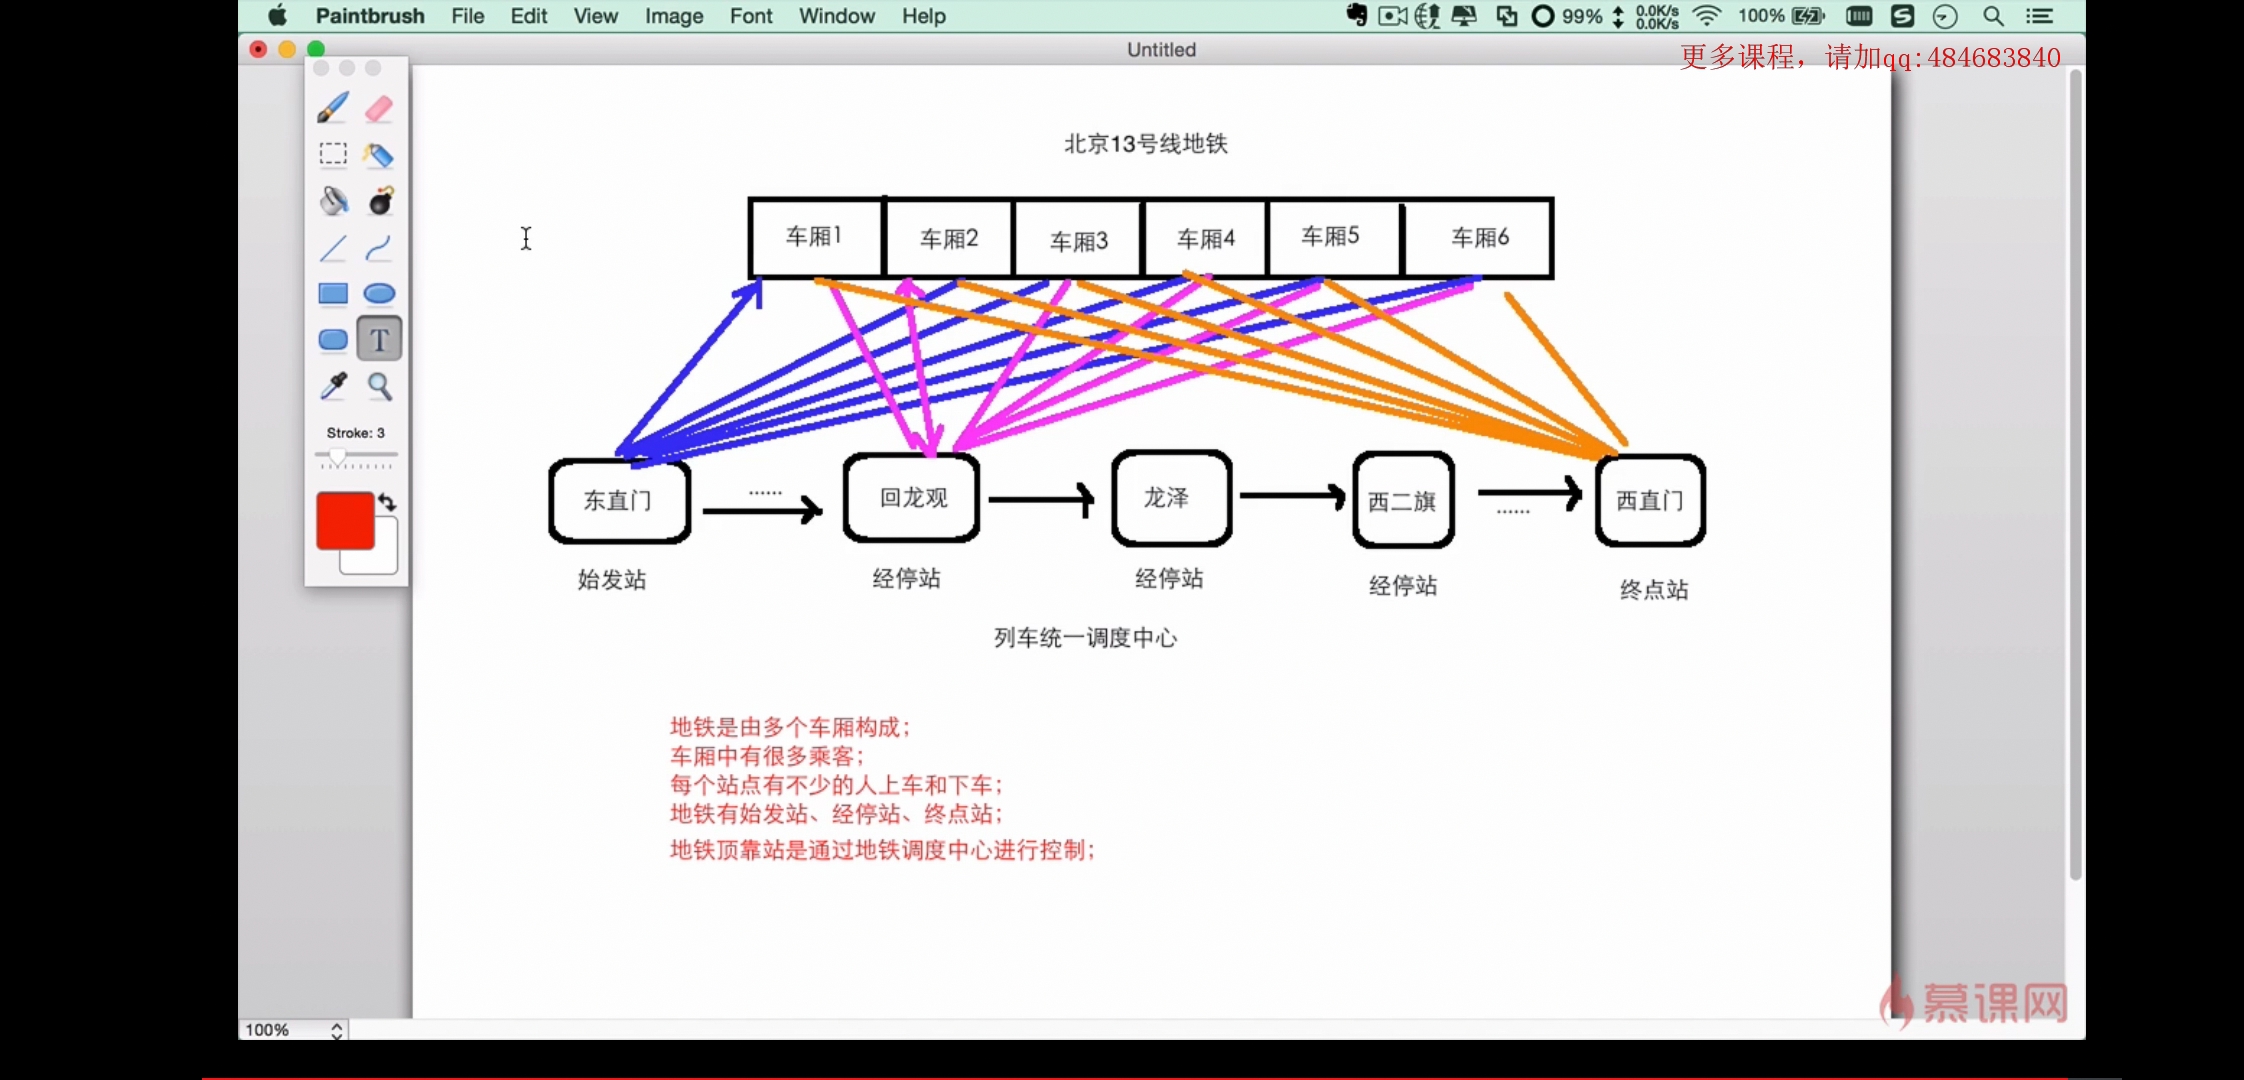 Paintbrush File Edit View Image Font Window Help 99% 0.0K/s 0.0K/s 100%
Untitled
更多课程，请加qq:484683840
北京13号线地铁
车厢1 车厢2 车厢3 车厢4 车厢5 车厢6
T
Stroke: 3
东直门 ...... 回龙观 龙泽 西二旗 ...... 西直门
始发站 经停站 经停站 经停站 终点站
列车统一调度中心
地铁是由多个车厢构成；
车厢中有很多乘客；
每个站点有不少的人上车和下车；
地铁有始发站、经停站、终点站；
地铁顶靠站是通过地铁调度中心进行控制；
慕课网
100%